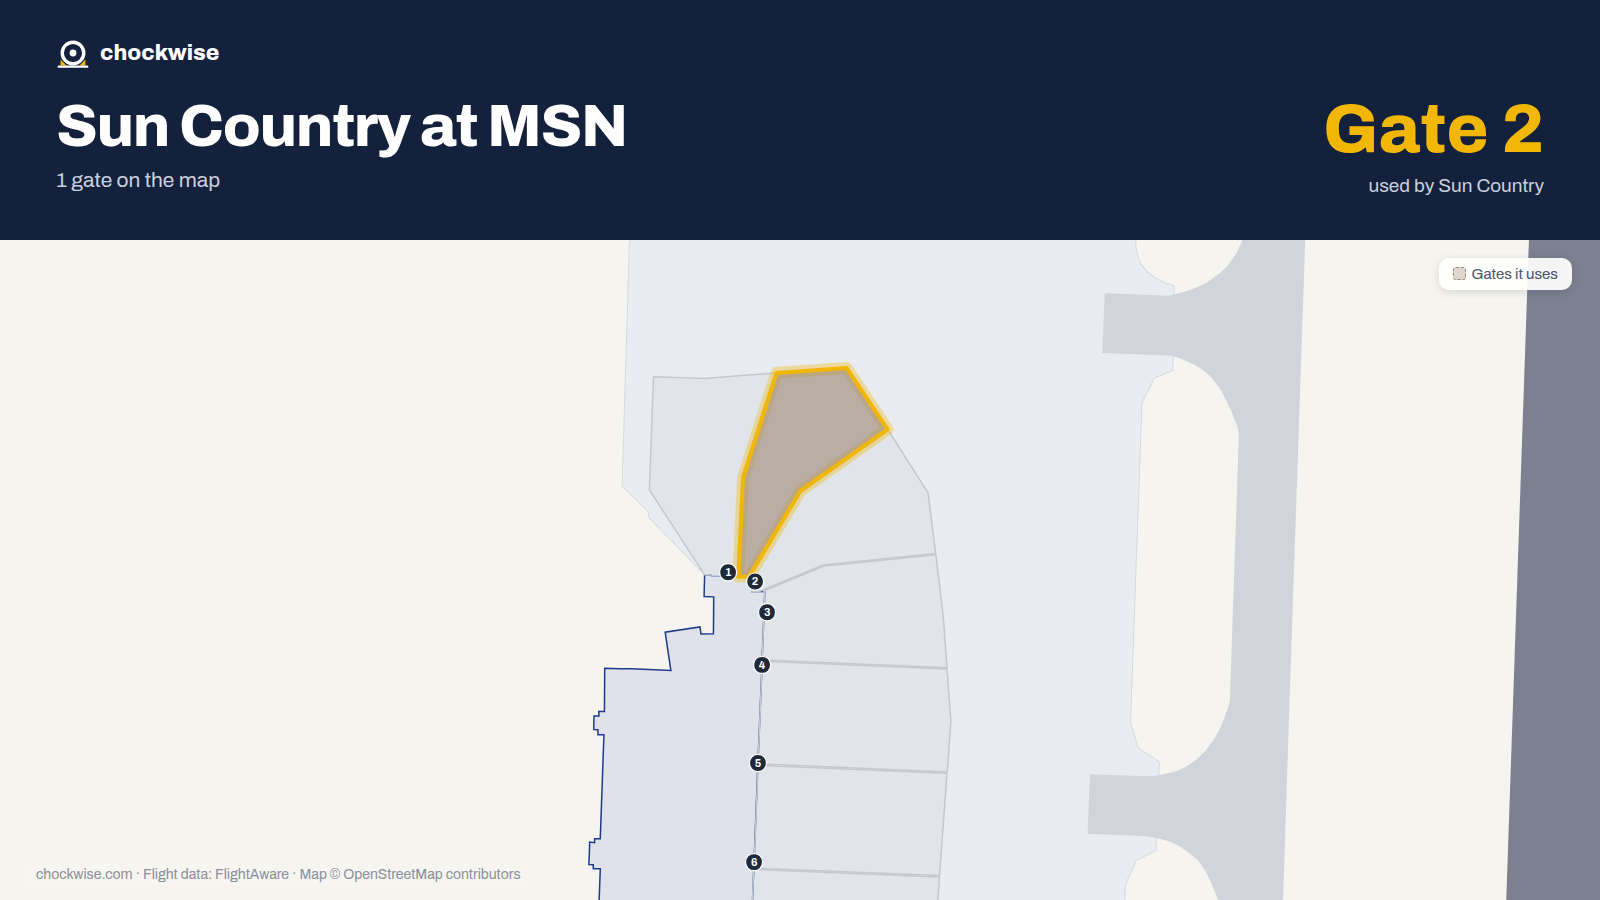 chockwise
Sun Country at MSN
1 gate on the map
Gate 2
used by Sun Country
Gates it uses
1
2
3
4
5
6
chockwise.com · Flight data: FlightAware · Map © OpenStreetMap contributors